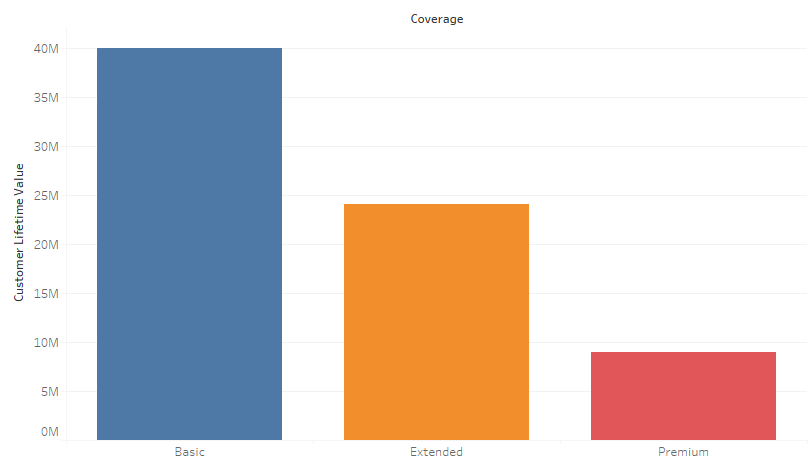 Coverage
40M
35M
30M
25M
20M
15M
10M
5M
0M
Customer Lifetime Value
Basic
Extended
Premium